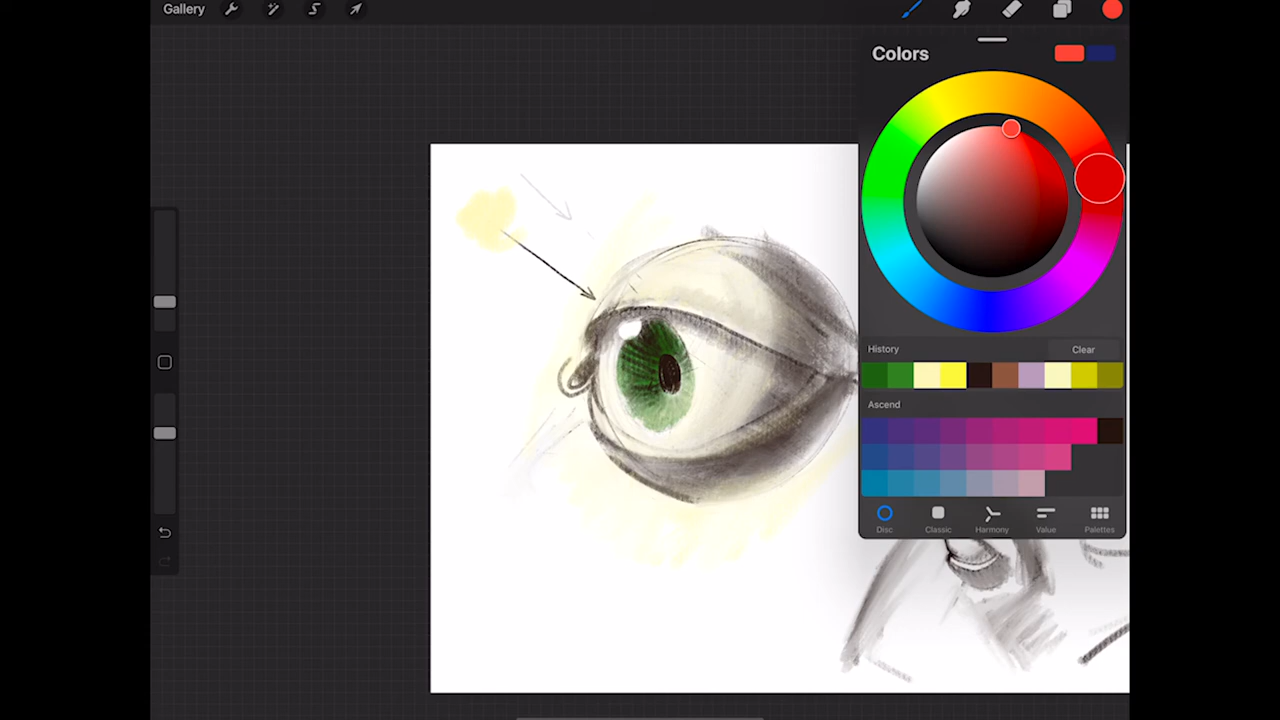 Gallery
Colors
History
Clear
Ascend
Disc
Classic
Harmony
Value
Palettes